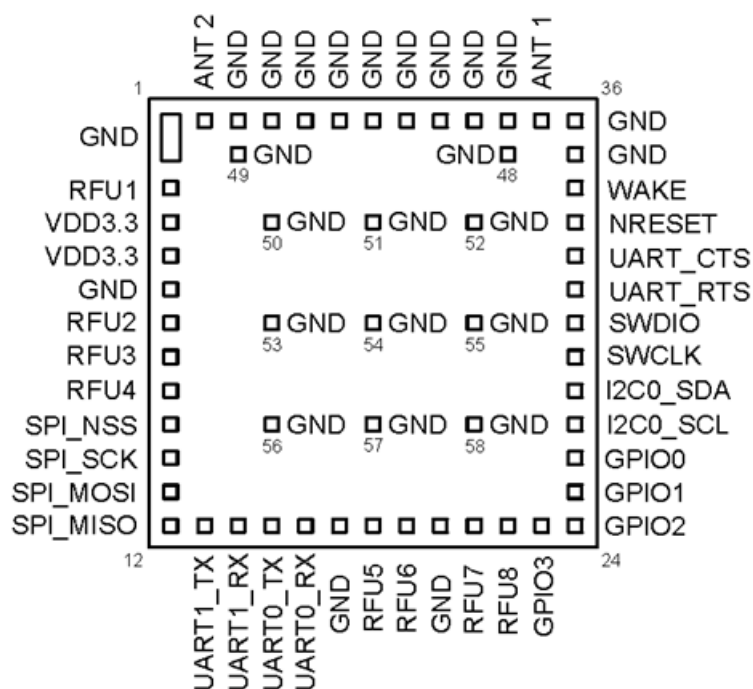 ANT 2
GND
GND
GND
GND
GND
GND
GND
GND
GND
ANT 1
1
36
GND
GND
GND
GND
GND
49
48
RFU1
WAKE
VDD3.3
GND
GND
GND
NRESET
50
51
52
VDD3.3
UART_CTS
GND
UART_RTS
RFU2
GND
GND
GND
SWDIO
53
54
55
RFU3
SWCLK
RFU4
I2C0_SDA
SPI_NSS
GND
GND
GND
I2C0_SCL
56
57
58
SPI_SCK
GPIO0
SPI_MOSI
GPIO1
SPI_MISO
GPIO2
12
24
UART1_TX
UART1_RX
UART0_TX
UART0_RX
GND
RFU5
RFU6
GND
RFU7
RFU8
GPIO3